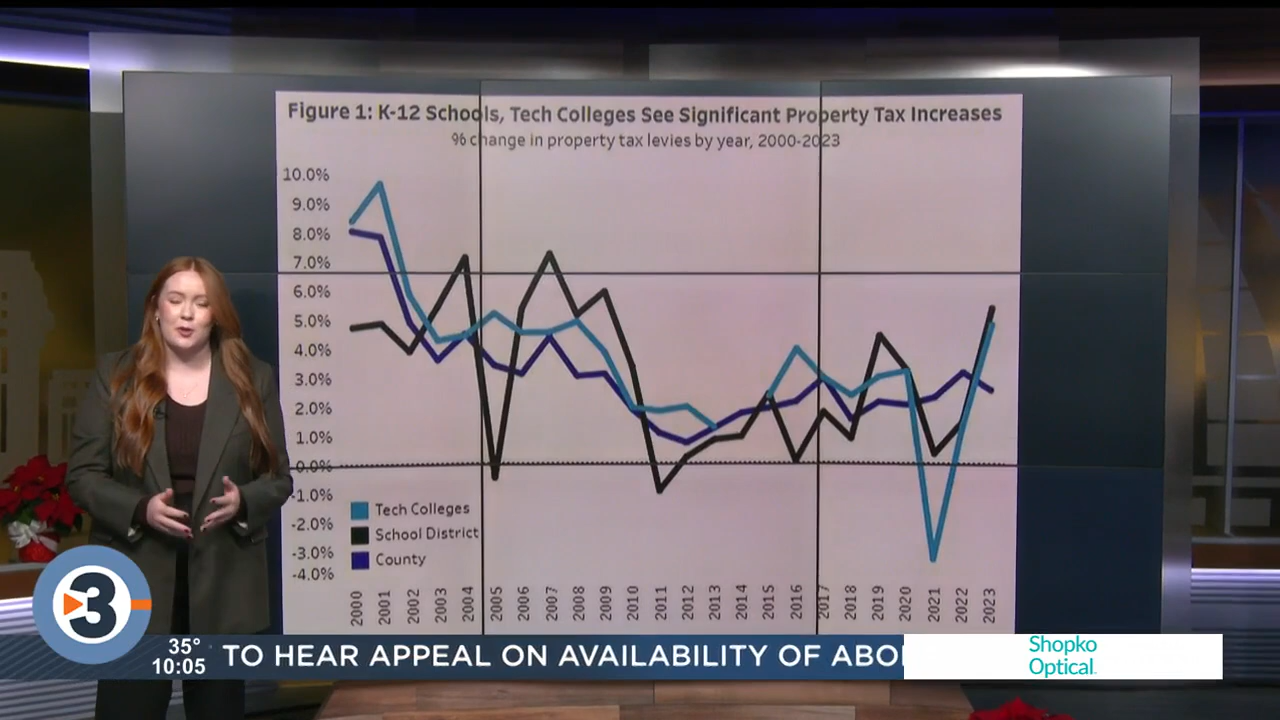 Figure 1: K-12 Schools, Tech Colleges See Significant Property Tax Increases
% change in property tax levies by year, 2000-2023
10.0%
9.0%
8.0%
7.0%
6.0%
5.0%
4.0%
3.0%
2.0%
1.0%
0.0%
-1.0%
-2.0%
-3.0%
-4.0%
Tech Colleges
School District
County
2000 2001 2002 2003 2004 2005 2006 2007 2008 2009 2010 2011 2012 2013 2014 2015 2016 2017 2018 2019 2020 2021 2022 2023
3
35°
10:05
TO HEAR APPEAL ON AVAILABILITY OF ABO
Shopko
Optical